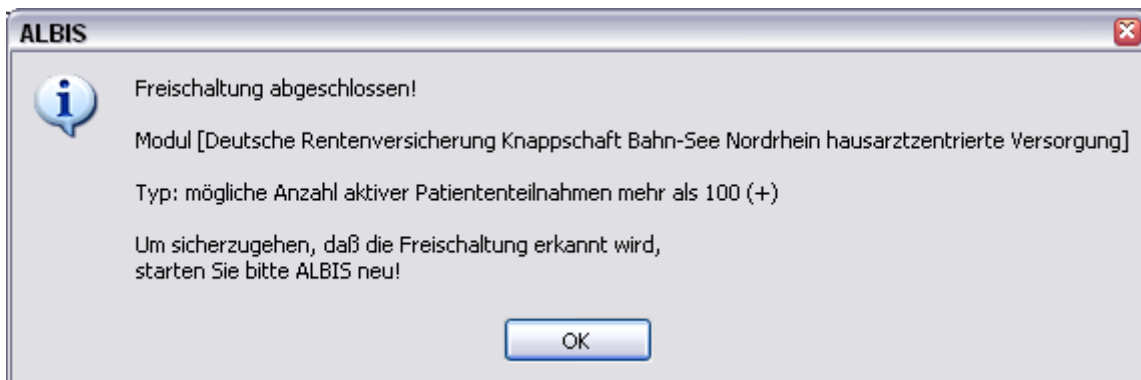 ALBIS
Freischaltung abgeschlossen!
Modul [Deutsche Rentenversicherung Knappschaft Bahn-See Nordrhein hausarztzentrierte Versorgung]
Typ: mögliche Anzahl aktiver Patiententeilnahmen mehr als 100 (+)
Um sicherzugehen, daß die Freischaltung erkannt wird,
starten Sie bitte ALBIS neu!
OK